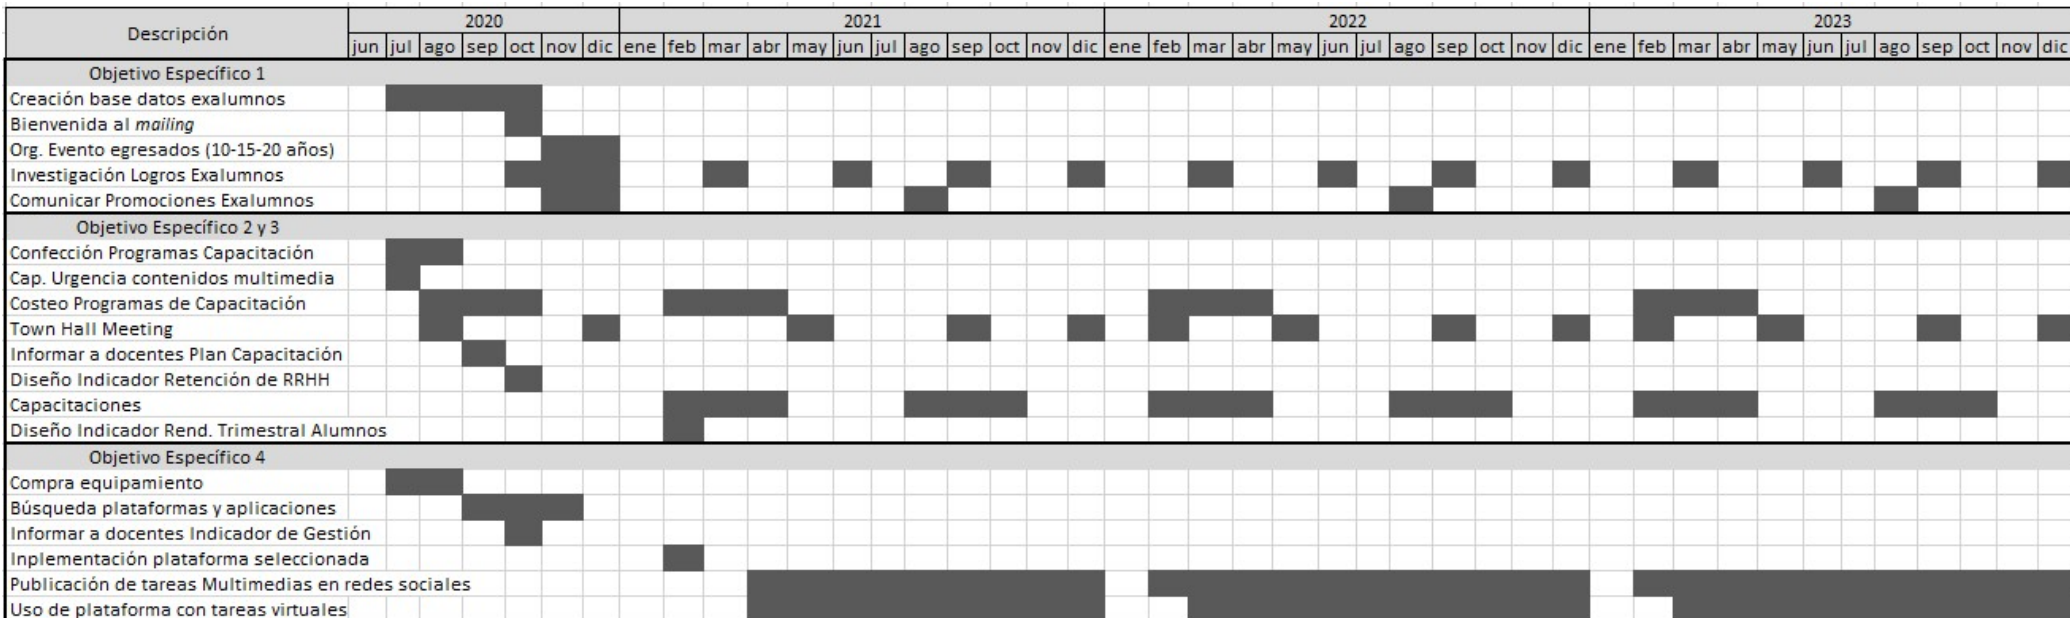 Descripción
2020 2021 2022 2023
jun jul ago sep oct nov dic ene feb mar abr may jun jul ago sep oct nov dic ene feb mar abr may jun jul ago sep oct nov dic ene feb mar abr may jun jul ago sep oct nov dic
Objetivo Específico 1
Creación base datos exalumnos
Bienvenida al mailing
Org. Evento egresados (10-15-20 años)
Investigación Logros Exalumnos
Comunicar Promociones Exalumnos
Objetivo Específico 2 y 3
Confección Programas Capacitación
Cap. Urgencia contenidos multimedia
Costeo Programas de Capacitación
Town Hall Meeting
Informar a docentes Plan Capacitación
Diseño Indicador Retención de RRHH
Capacitaciones
Diseño Indicador Rend. Trimestral Alumnos
Objetivo Específico 4
Compra equipamiento
Búsqueda plataformas y aplicaciones
Informar a docentes Indicador de Gestión
Inplementación plataforma seleccionada
Publicación de tareas Multimedias en redes sociales
Uso de plataforma con tareas virtuales